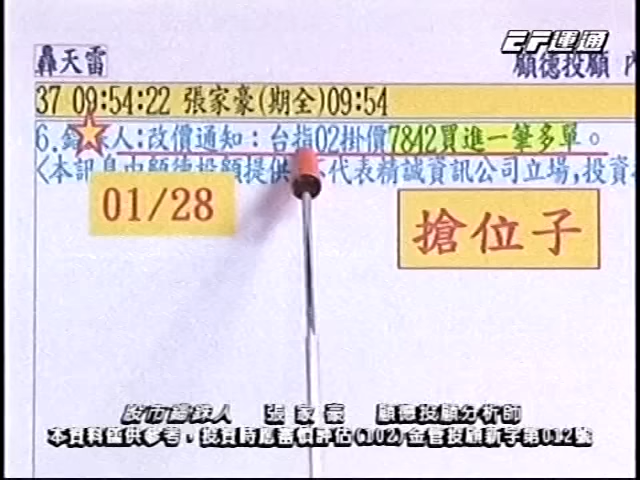 EF運通
轟天雷
顧德投顧 內
37 09:54:22 張家豪(期全)09:54
6. 鐵人:改價通知：台指02掛價7842買進一筆多單。
<本訊息由顧德投顧提供 代表精誠資訊公司立場,投資
01/28
搶位子
股市 人 張家豪 顧德投顧分析師
本資料僅供參考，投資時應審慎評估(102)金管投顧新字第012號